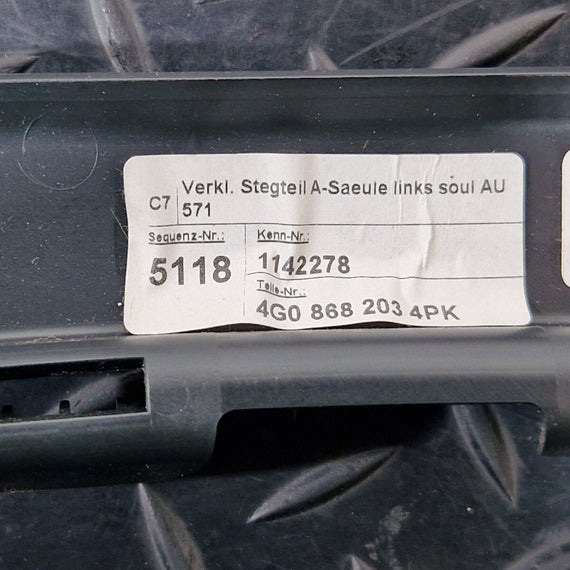 C7 Verkl. Stegteil A-Saeule links soul AU
571
Sequenz-Nr.:
5118
Kenn-Nr.:
1142278
Teile-Nr.:
4G0 868 203 4PK